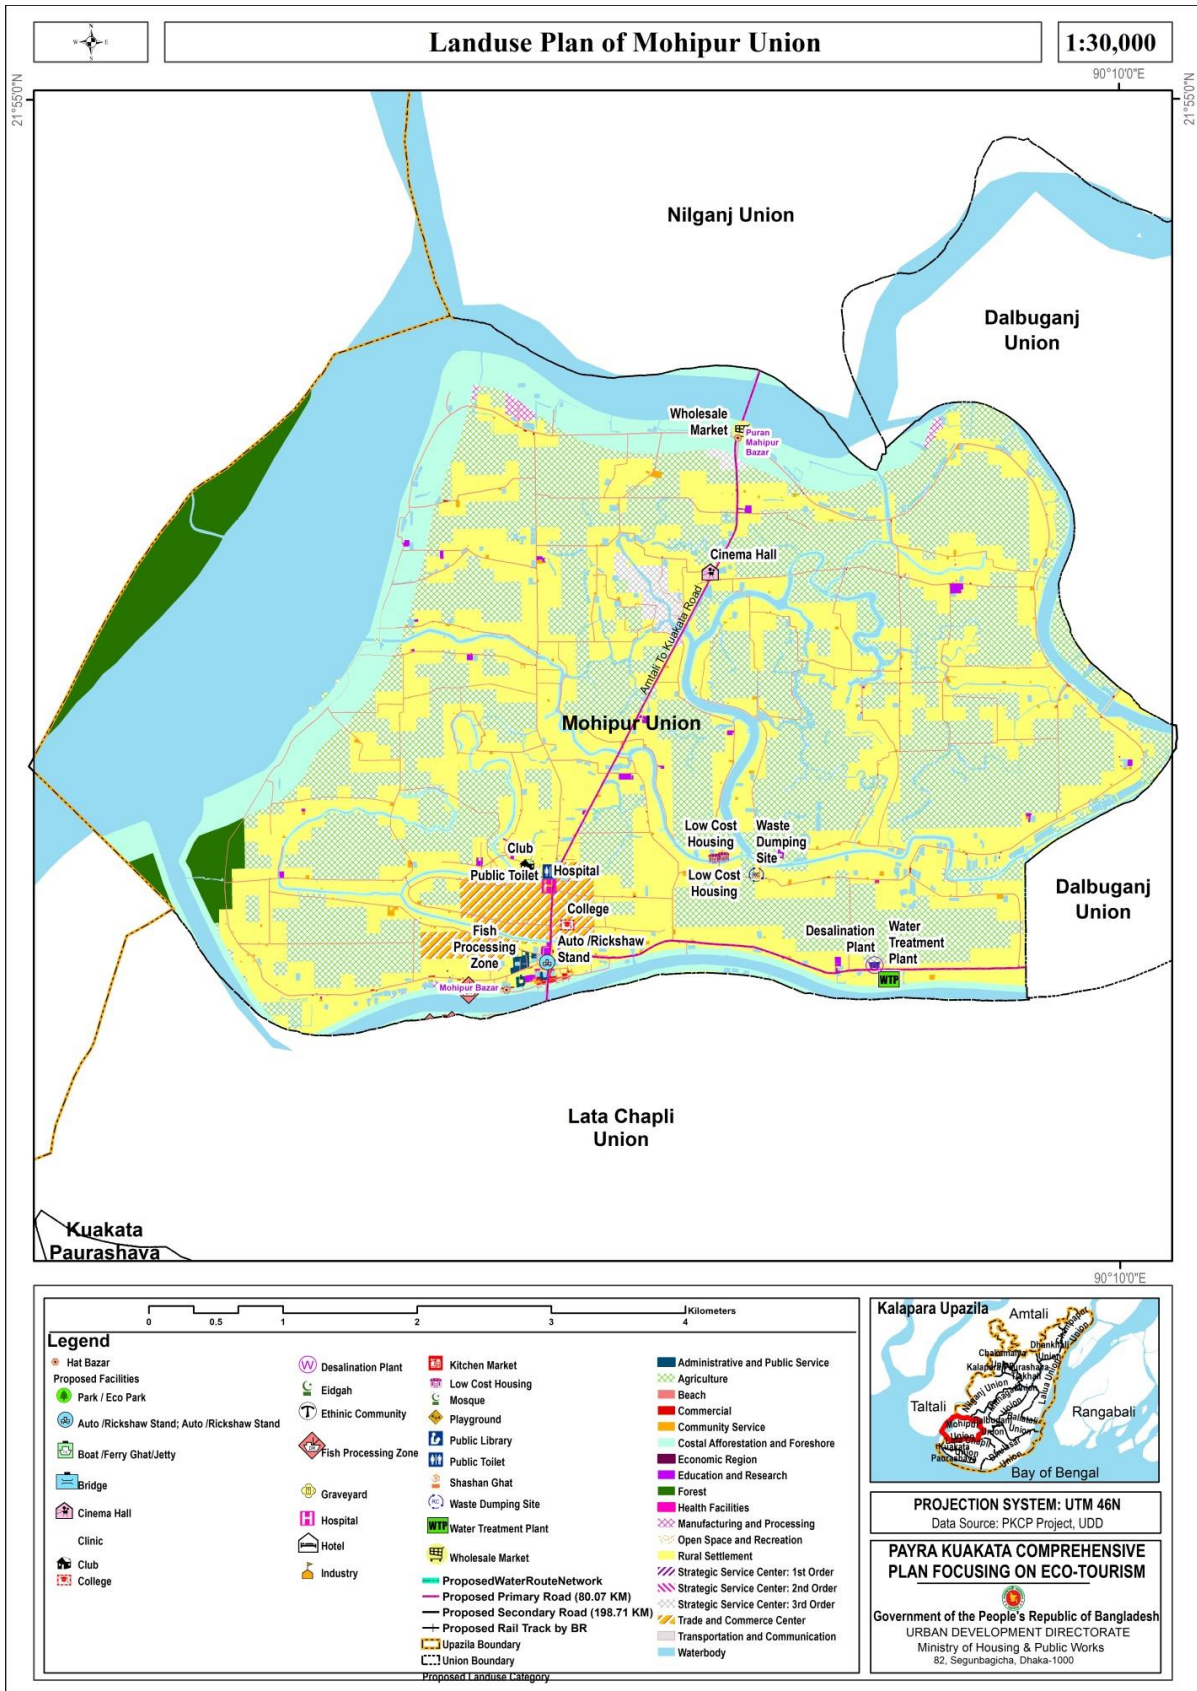 N
W E
S
Landuse Plan of Mohipur Union
1:30,000
90°10'0"E
21°55'0"N
21°55'0"N
Nilganj Union
Dalbuganj
Union
Wholesale
Market
Puran
Mahipur
Bazar
Cinema Hall
Amtali To Kuakata Road
Mohipur Union
Low Cost
Housing
Waste
Dumping
Site
Club
Public Toilet
Hospital
Low Cost
Housing
Dalbuganj
Union
College
Fish
Processing
Zone
Auto /Rickshaw
Stand
Desalination
Plant
Water
Treatment
Plant
WTP
Mohipur Bazar
Lata Chapli
Union
Kuakata
Paurashava
90°10'0"E
Kilometers
0 0.5 1 2 3 4
Legend
Hat Bazar
Proposed Facilities
Park / Eco Park
Auto /Rickshaw Stand; Auto /Rickshaw Stand
Boat /Ferry Ghat/Jetty
Bridge
Cinema Hall
Clinic
Club
College
Desalination Plant
Eidgah
Ethinic Community
Fish Processing Zone
Graveyard
Hospital
Hotel
Industry
Kitchen Market
Low Cost Housing
Mosque
Playground
Public Library
Public Toilet
Shashan Ghat
Waste Dumping Site
WTP Water Treatment Plant
Wholesale Market
ProposedWaterRouteNetwork
Proposed Primary Road (80.07 KM)
Proposed Secondary Road (198.71 KM)
Proposed Rail Track by BR
Upazila Boundary
Union Boundary
Proposed Landuse Category
Administrative and Public Service
Agriculture
Beach
Commercial
Community Service
Costal Afforestation and Foreshore
Economic Region
Education and Research
Forest
Health Facilities
Manufacturing and Processing
Open Space and Recreation
Rural Settlement
Strategic Service Center: 1st Order
Strategic Service Center: 2nd Order
Strategic Service Center: 3rd Order
Trade and Commerce Center
Transportation and Communication
Waterbody
Kalapara Upazila
Amtali
Taltali
Rangabali
Nilganj Union
Lalua Union
Mohipur
Union
Kuakata
Paurashava
Bay of Bengal
PROJECTION SYSTEM: UTM 46N
Data Source: PKCP Project, UDD
PAYRA KUAKATA COMPREHENSIVE
PLAN FOCUSING ON ECO-TOURISM
Government of the People's Republic of Bangladesh
URBAN DEVELOPMENT DIRECTORATE
Ministry of Housing & Public Works
82, Segunbagicha, Dhaka-1000